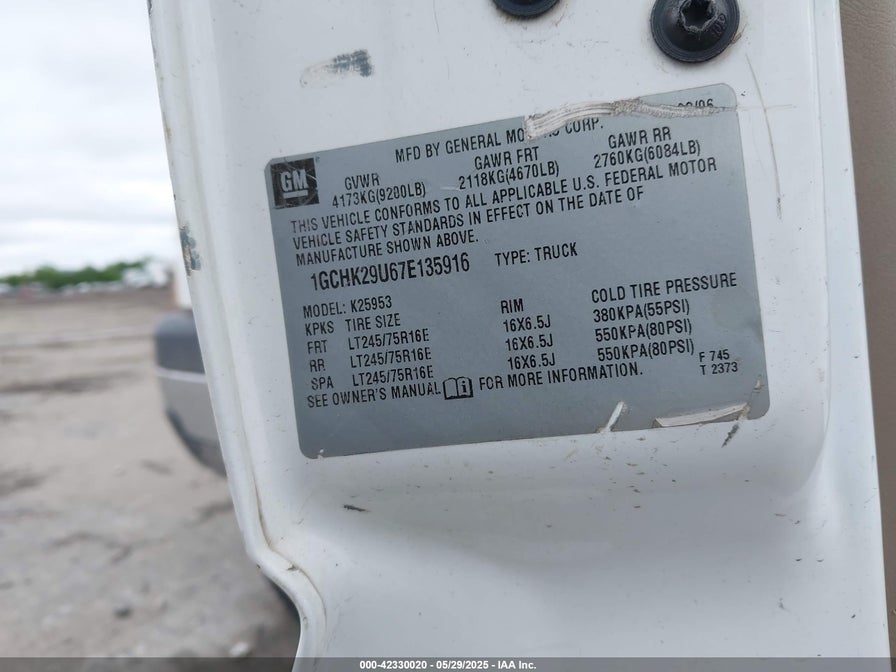 MFD BY GENERAL MOTORS CORP.
GM
GVWR GAWR FRT GAWR RR
4173KG(9200LB) 2118KG(4670LB) 2760KG(6084LB)
THIS VEHICLE CONFORMS TO ALL APPLICABLE U.S. FEDERAL MOTOR
VEHICLE SAFETY STANDARDS IN EFFECT ON THE DATE OF
MANUFACTURE SHOWN ABOVE.
1GCHK29U67E135916 TYPE: TRUCK
MODEL: K25953
KPKS TIRE SIZE RIM COLD TIRE PRESSURE
FRT LT245/75R16E 16X6.5J 380KPA(55PSI)
RR LT245/75R16E 16X6.5J 550KPA(80PSI)
SPA LT245/75R16E 16X6.5J 550KPA(80PSI)
SEE OWNER'S MANUAL FOR MORE INFORMATION.
F 745
T 2373
000-42330020 - 05/29/2025 - IAA Inc.